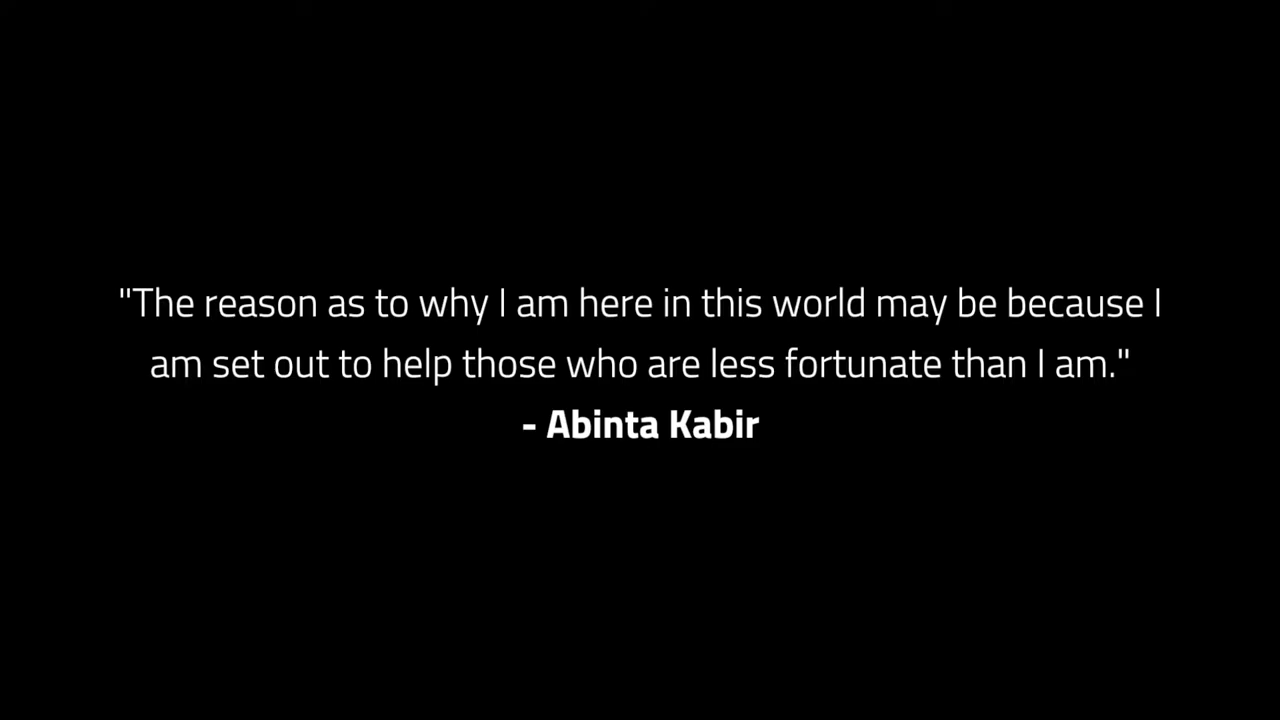 "The reason as to why I am here in this world may be because I
am set out to help those who are less fortunate than I am."
- Abinta Kabir